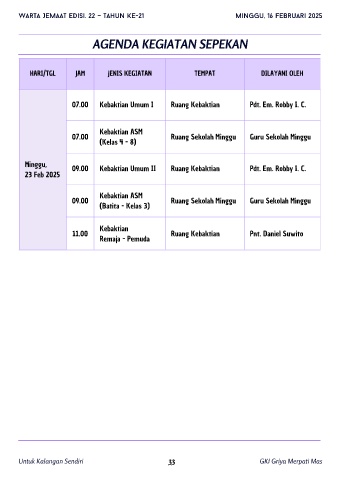 WARTA JEMAAT EDISI. 22 – TAHUN KE-21 MINGGU, 16 FEBRUARI 2025
AGENDA KEGIATAN SEPEKAN
HARI/TGL JAM JENIS KEGIATAN TEMPAT DILAYANI OLEH
Minggu,
23 Feb 2025
07.00 Kebaktian Umum I Ruang Kebaktian Pdt. Em. Robby I. C.
07.00 Kebaktian ASM
(Kelas 4 - 8) Ruang Sekolah Minggu Guru Sekolah Minggu
09.00 Kebaktian Umum II Ruang Kebaktian Pdt. Em. Robby I. C.
09.00 Kebaktian ASM
(Batita - Kelas 3) Ruang Sekolah Minggu Guru Sekolah Minggu
11.00 Kebaktian
Remaja - Pemuda Ruang Kebaktian Pnt. Daniel Suwito
Untuk Kalangan Sendiri 33 GKI Griya Merpati Mas